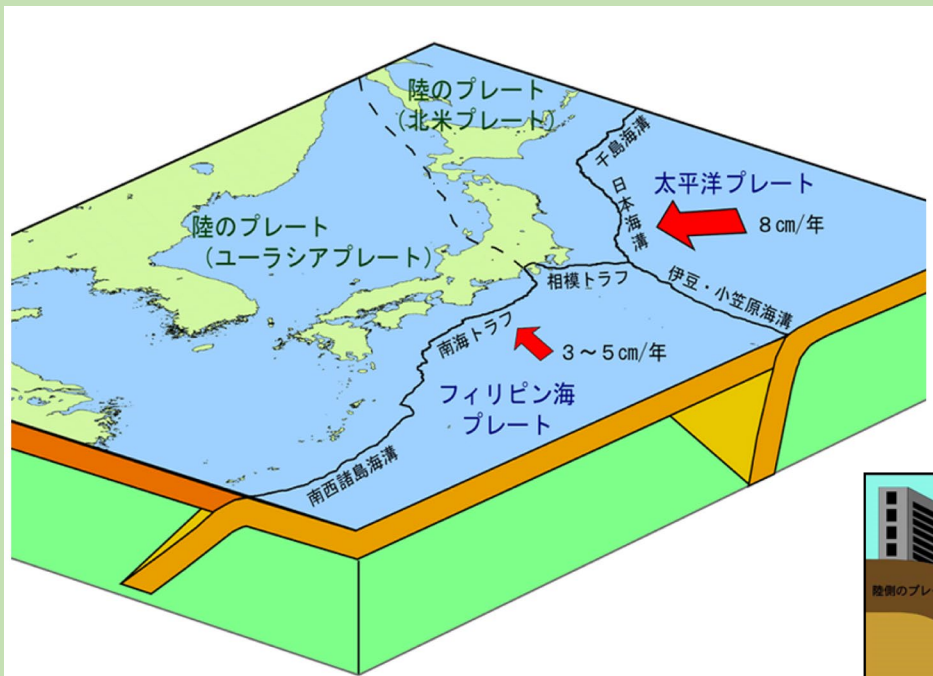 陸のプレート
（北米プレート）
千島海溝
日本海溝
太平洋プレート
8㎝/年
陸のプレート
（ユーラシアプレート）
相模トラフ
伊豆・小笠原海溝
南海トラフ
3～5㎝/年
フィリピン海
プレート
南西諸島海溝
陸側のプレ